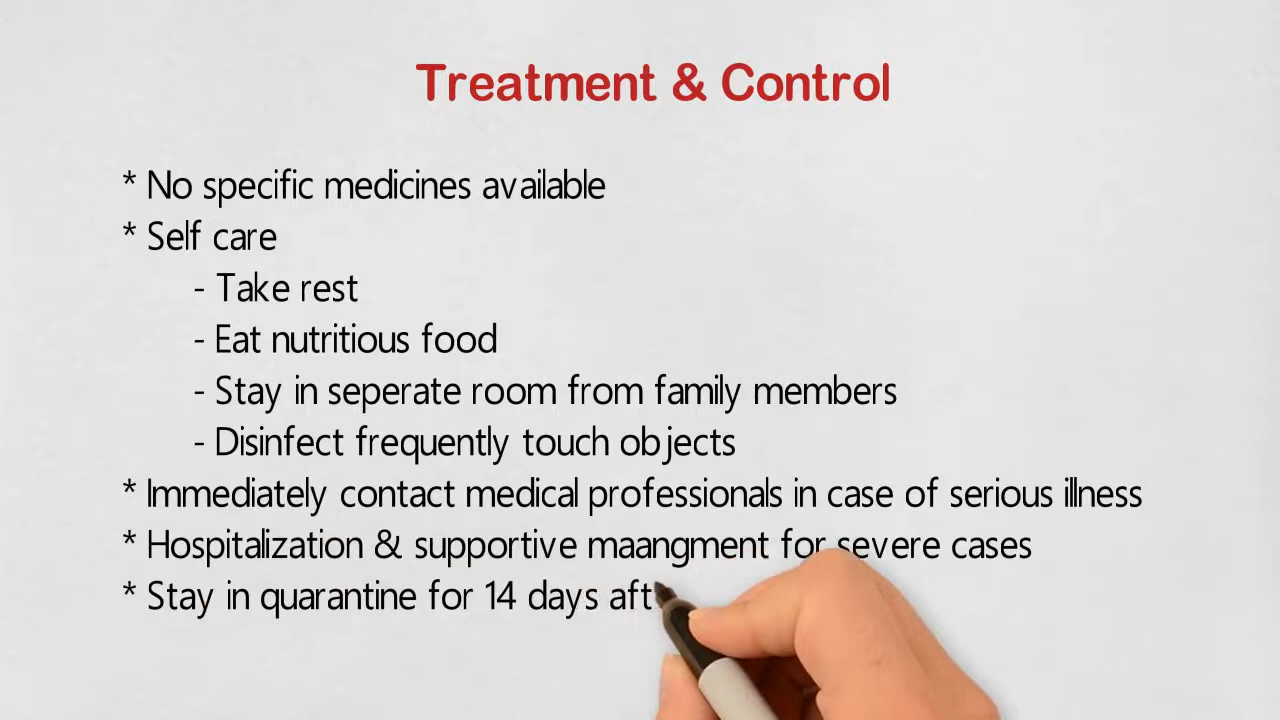 Treatment & Control
* No specific medicines available
* Self care
- Take rest
- Eat nutritious food
- Stay in seperate room from family members
- Disinfect frequently touch objects
* Immediately contact medical professionals in case of serious illness
* Hospitalization & supportive maangment for severe cases
* Stay in quarantine for 14 days aft